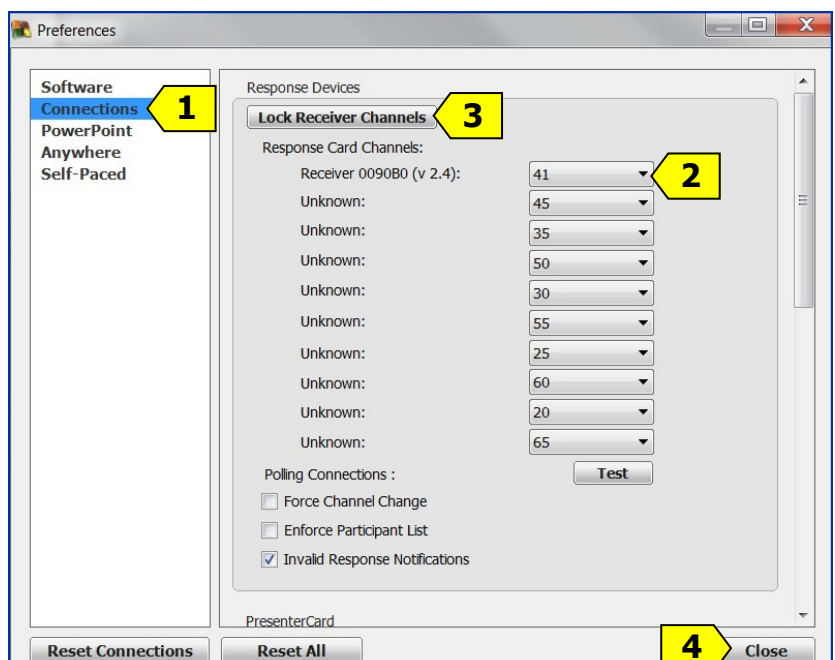 Preferences
X
Software
Connections
1
PowerPoint
Anywhere
Self-Paced
Response Devices
Lock Receiver Channels
3
Response Card Channels:
Receiver 0090B0 (v 2.4): 41
2
Unknown: 45
Unknown: 35
Unknown: 50
Unknown: 30
Unknown: 55
Unknown: 25
Unknown: 60
Unknown: 20
Unknown: 65
Polling Connections : Test
Force Channel Change
Enforce Participant List
Invalid Response Notifications
PresenterCard
Reset Connections
Reset All
4
Close